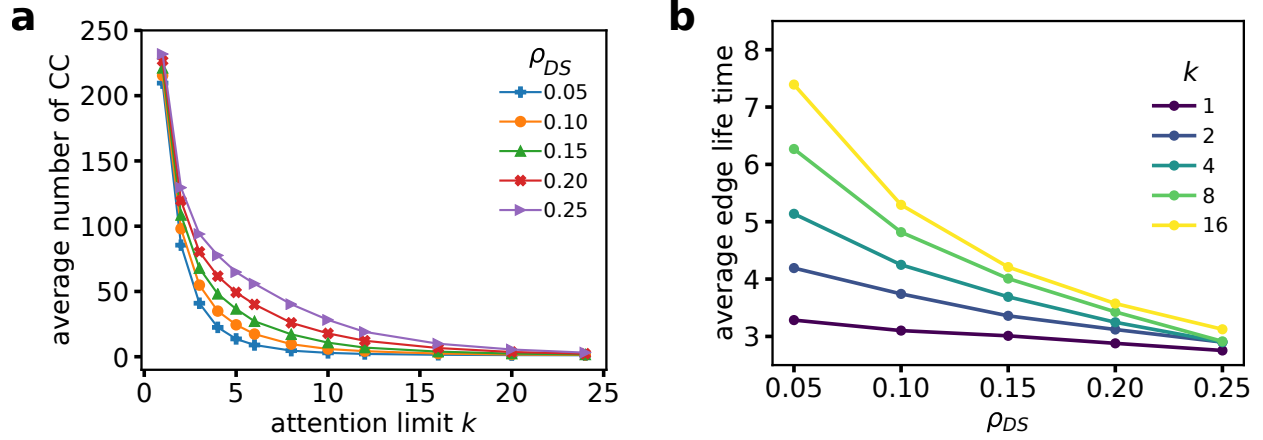 a
250
200
150
100
50
0
average number of CC
0 5 10 15 20 25
attention limit k
ρDS
0.05
0.10
0.15
0.20
0.25
b
8
7
6
5
4
3
average edge life time
0.05 0.10 0.15 0.20 0.25
ρDS
k
1
2
4
8
16